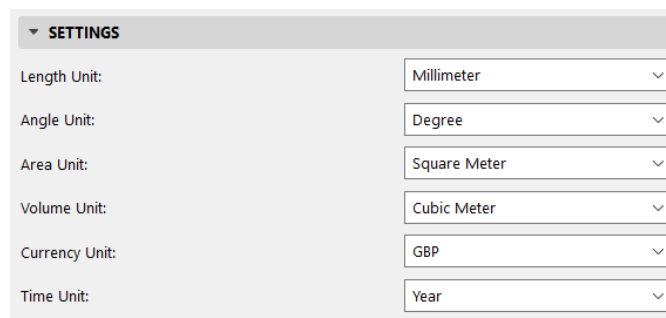 SETTINGS
Length Unit: Millimeter
Angle Unit: Degree
Area Unit: Square Meter
Volume Unit: Cubic Meter
Currency Unit: GBP
Time Unit: Year